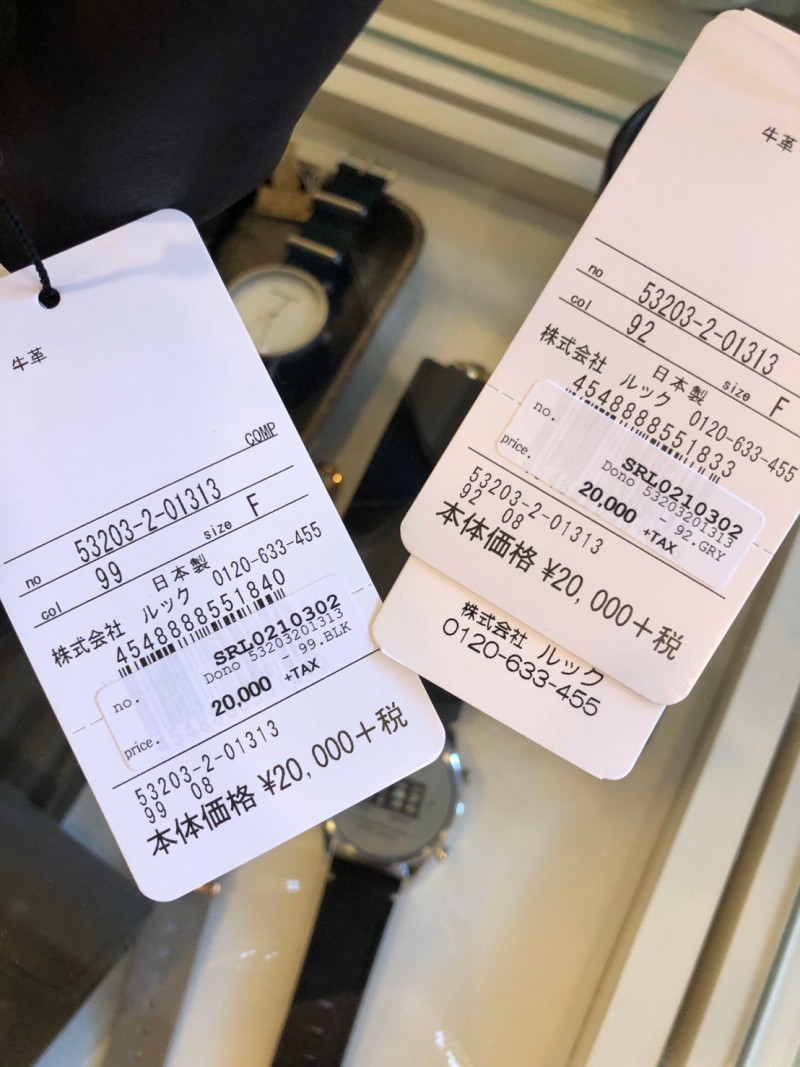 牛革
COMP
no 53203-2-01313
col 99 size F
日本製
株式会社 ルック 0120-633-455
4548888551840
no. SRL0210302
Dono 53203201313
- 99.BLK
price. 20,000 +TAX
53203-2-01313
99 08
本体価格 ¥20,000+税
牛革
no 53203-2-01313
col 92 size F
日本製
株式会社 ルック 0120-633-455
4548888551833
no. SRL0210302
Dono 53203201313
- 92.GRY
price. 20,000 +TAX
53203-2-01313
92 08
本体価格 ¥20,000+税
株式会社 ルック
0120-633-455